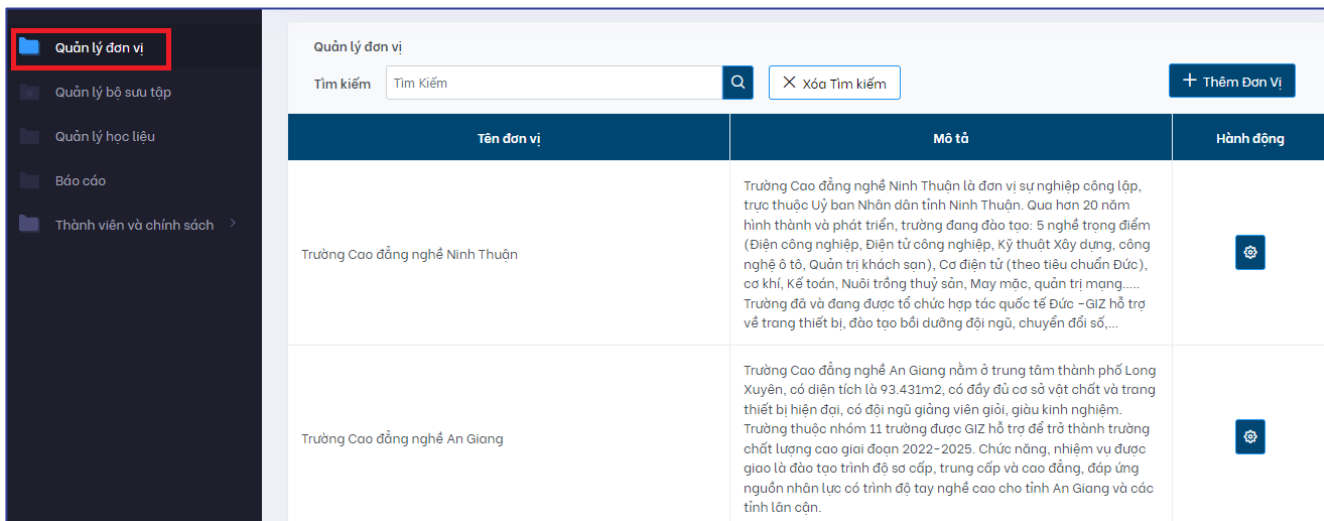 Quản lý đơn vị
Quản lý bộ sưu tập
Quản lý học liệu
Báo cáo
Thành viên và chính sách
Quản lý đơn vị
Tìm kiếm
Tìm Kiếm
Xóa Tìm kiếm
Thêm Đơn Vị
Tên đơn vị
Mô tả
Hành động
Trường Cao đẳng nghề Ninh Thuận
Trường Cao đẳng nghề Ninh Thuận là đơn vị sự nghiệp công lập,
trực thuộc Uỷ ban Nhân dân tỉnh Ninh Thuận. Qua hơn 20 năm
hình thành và phát triển, trường đang đào tạo: 5 nghề trọng điểm
(Điện công nghiệp, Điện tử công nghiệp, Kỹ thuật Xây dựng, công
nghệ ô tô, Quản trị khách sạn), Cơ điện tử (theo tiêu chuẩn Đức),
cơ khí, Kế toán, Nuôi trồng thuỷ sản, May mặc, quản trị mạng.....
Trường đã và đang được tổ chức hợp tác quốc tế Đức –GIZ hỗ trợ
về trang thiết bị, đào tạo bồi dưỡng đội ngũ, chuyển đổi số,...
Trường Cao đẳng nghề An Giang
Trường Cao đẳng nghề An Giang nằm ở trung tâm thành phố Long
Xuyên, có diện tích là 93.431m2, có đầy đủ cơ sở vật chất và trang
thiết bị hiện đại, có đội ngũ giảng viên giỏi, giàu kinh nghiệm.
Trường thuộc nhóm 11 trường được GIZ hỗ trợ để trở thành trường
chất lượng cao giai đoạn 2022-2025. Chức năng, nhiệm vụ được
giao là đào tạo trình độ sơ cấp, trung cấp và cao đẳng, đáp ứng
nguồn nhân lực có trình độ tay nghề cao cho tỉnh An Giang và các
tỉnh lân cận.